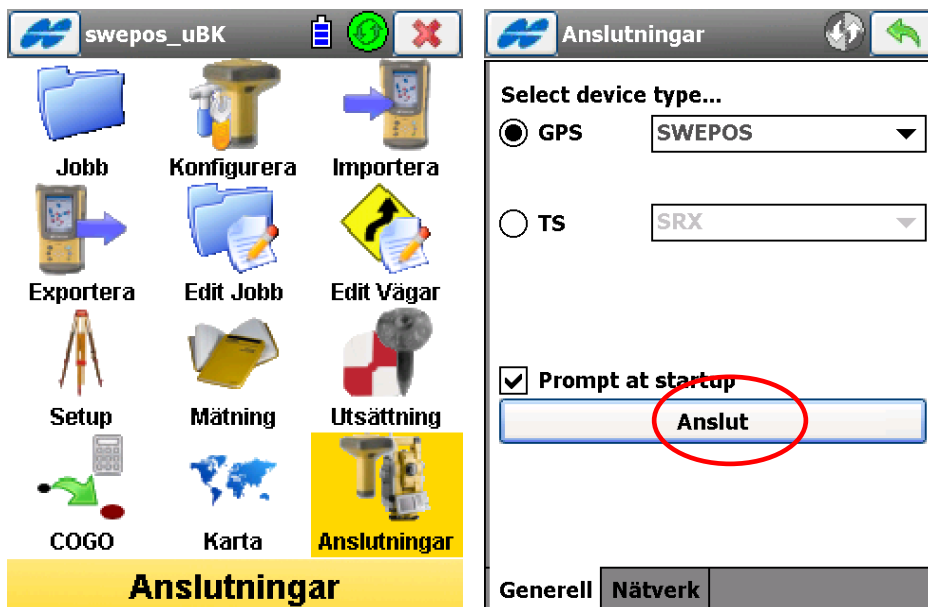 swepos_uBK
Jobb Konfigurera Importera
Exportera Edit Jobb Edit Vägar
Setup Mätning Utsättning
COGO Karta Anslutningar
Anslutningar
Anslutningar
Select device type...
GPS SWEPOS
TS SRX
Prompt at startup
Anslut
Generell Nätverk